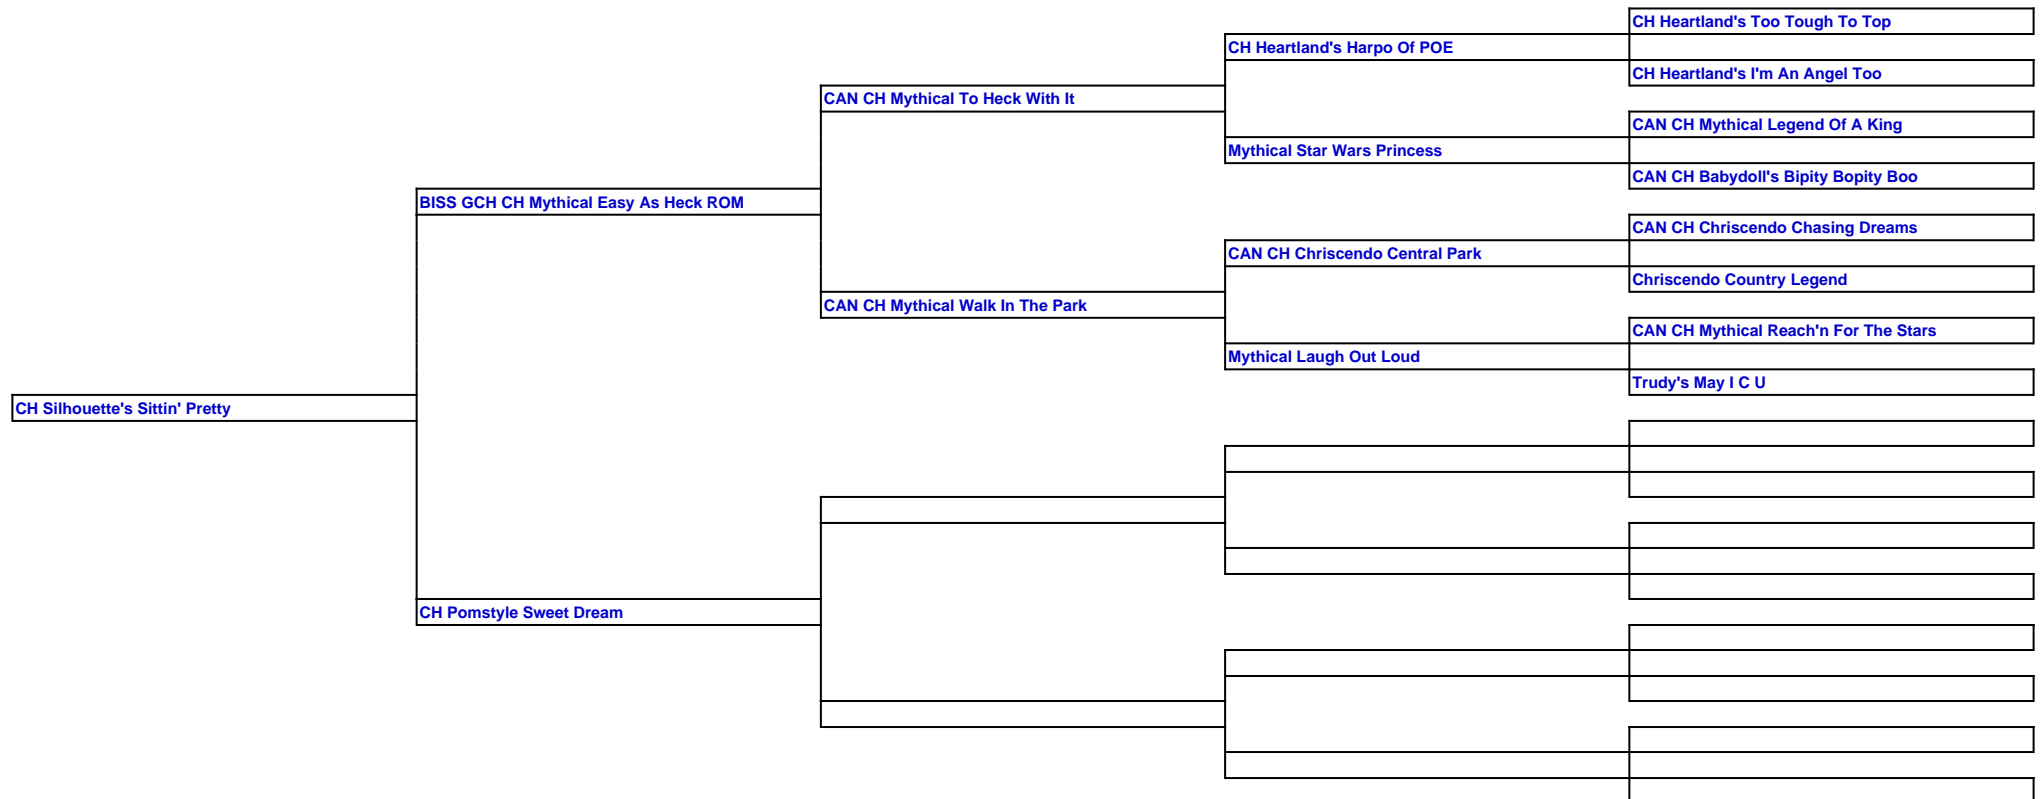 CH Heartland's Too Tough To Top
CH Heartland's Harpo Of POE
CH Heartland's I'm An Angel Too
CAN CH Mythical To Heck With It
CAN CH Mythical Legend Of A King
Mythical Star Wars Princess
CAN CH Babydoll's Bipity Bopity Boo
BISS GCH CH Mythical Easy As Heck ROM
CAN CH Chriscendo Chasing Dreams
CAN CH Chriscendo Central Park
Chriscendo Country Legend
CAN CH Mythical Walk In The Park
CAN CH Mythical Reach'n For The Stars
Mythical Laugh Out Loud
Trudy's May I C U
CH Silhouette's Sittin' Pretty
CH Pomstyle Sweet Dream